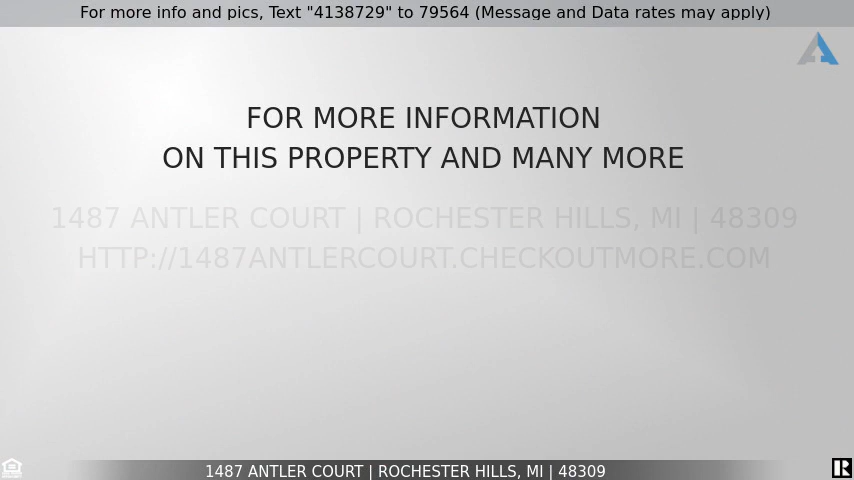 For more info and pics, Text "4138729" to 79564 (Message and Data rates may apply)
FOR MORE INFORMATION
ON THIS PROPERTY AND MANY MORE
1487 ANTLER COURT | ROCHESTER HILLS, MI | 48309
HTTP://1487ANTLERCOURT.CHECKOUTMORE.COM
1487 ANTLER COURT | ROCHESTER HILLS, MI | 48309